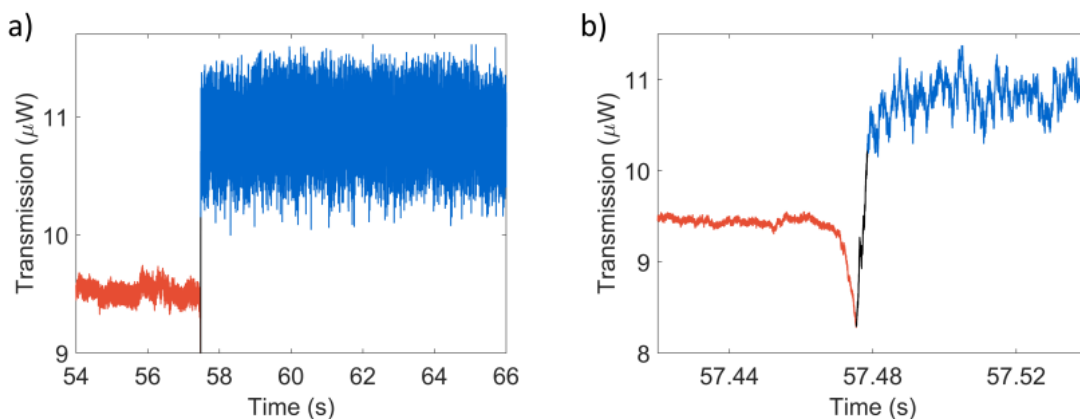 a)
Transmission (μW)
11
10
9
54 56 58 60 62 64 66
Time (s)
b)
Transmission (μW)
11
10
9
8
57.44 57.48 57.52
Time (s)